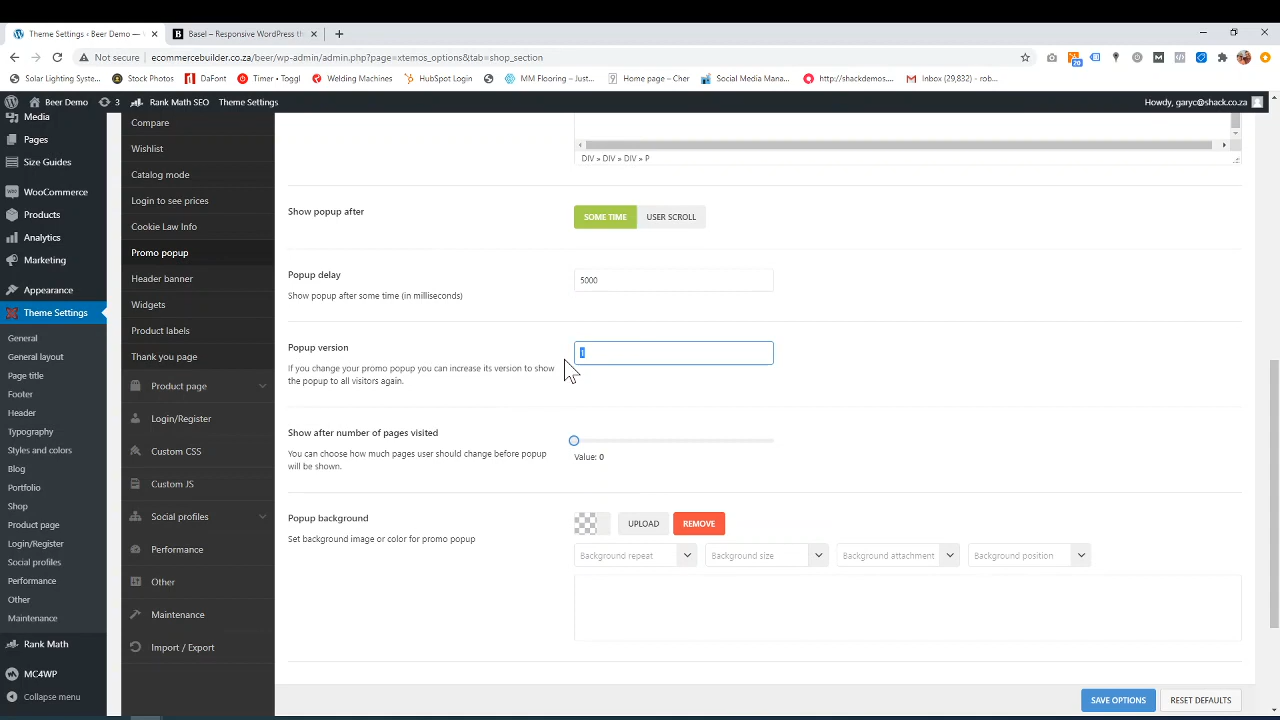 Theme Settings ‹ Beer Demo — V
Basel – Responsive WordPress th
Not secure
ecommercebuilder.co.za/beer/wp-admin/admin.php?page=xtemos_options&tab=shop_section
Solar Lighting Syste...
Stock Photos
DaFont
Timer • Toggl
Welding Machines
HubSpot Login
MM Flooring – Just...
Home page – Cher
Social Media Mana...
http://shackdemos...
Inbox (29,832) - rob...
Beer Demo
3
Rank Math SEO
Theme Settings
Howdy, garyc@shack.co.za
Media
Pages
Size Guides
WooCommerce
Products
Analytics
Marketing
Appearance
Theme Settings
General
General layout
Page title
Footer
Header
Typography
Styles and colors
Blog
Portfolio
Shop
Product page
Login/Register
Social profiles
Performance
Other
Maintenance
Rank Math
MC4WP
Collapse menu
Compare
Wishlist
Catalog mode
Login to see prices
Cookie Law Info
Promo popup
Header banner
Widgets
Product labels
Thank you page
Product page
Login/Register
Custom CSS
Custom JS
Social profiles
Performance
Other
Maintenance
Import / Export
DIV » DIV » DIV » P
Show popup after
SOME TIME
USER SCROLL
Popup delay
Show popup after some time (in milliseconds)
5000
Popup version
If you change your promo popup you can increase its version to show
the popup to all visitors again.
1
Show after number of pages visited
You can choose how much pages user should change before popup
will be shown.
Value: 0
Popup background
Set background image or color for promo popup
UPLOAD
REMOVE
Background repeat
Background size
Background attachment
Background position
SAVE OPTIONS
RESET DEFAULTS